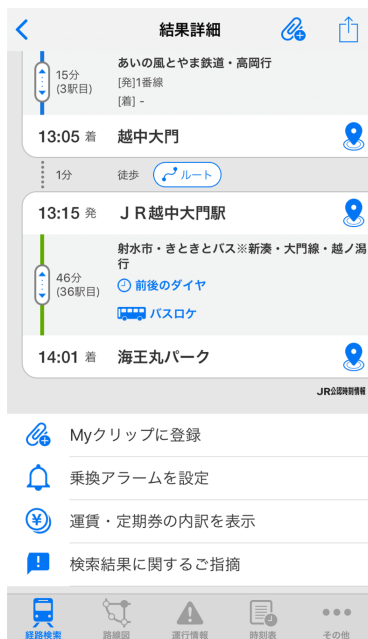 結果詳細
あいの風とやま鉄道・高岡行
15分
(3駅目)
[発]1番線
[着] -
13:05 着 越中大門
1分 徒歩 ルート
13:15 発 ＪＲ越中大門駅
射水市・きときとバス※新湊・大門線・越ノ潟
行
46分
(36駅目)
前後のダイヤ
バスロケ
14:01 着 海王丸パーク
JR公認時刻情報
Myクリップに登録
乗換アラームを設定
運賃・定期券の内訳を表示
検索結果に関するご指摘
経路検索 路線図 運行情報 時刻表 その他